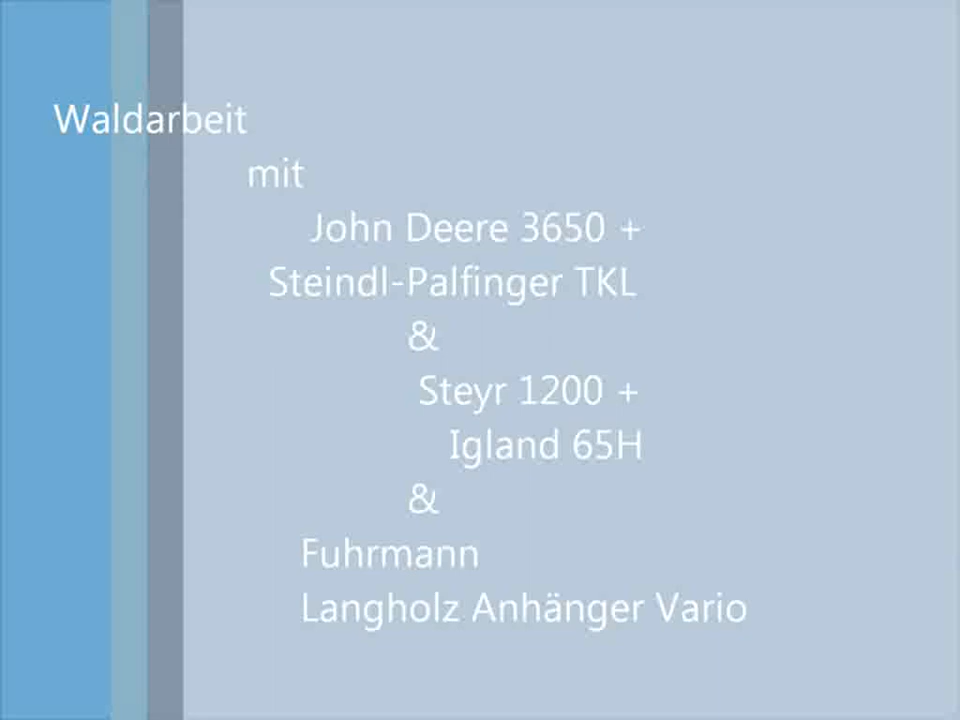 Waldarbeit
mit
John Deere 3650 +
Steindl-Palfinger TKL
&
Steyr 1200 +
Igland 65H
&
Fuhrmann
Langholz Anhänger Vario